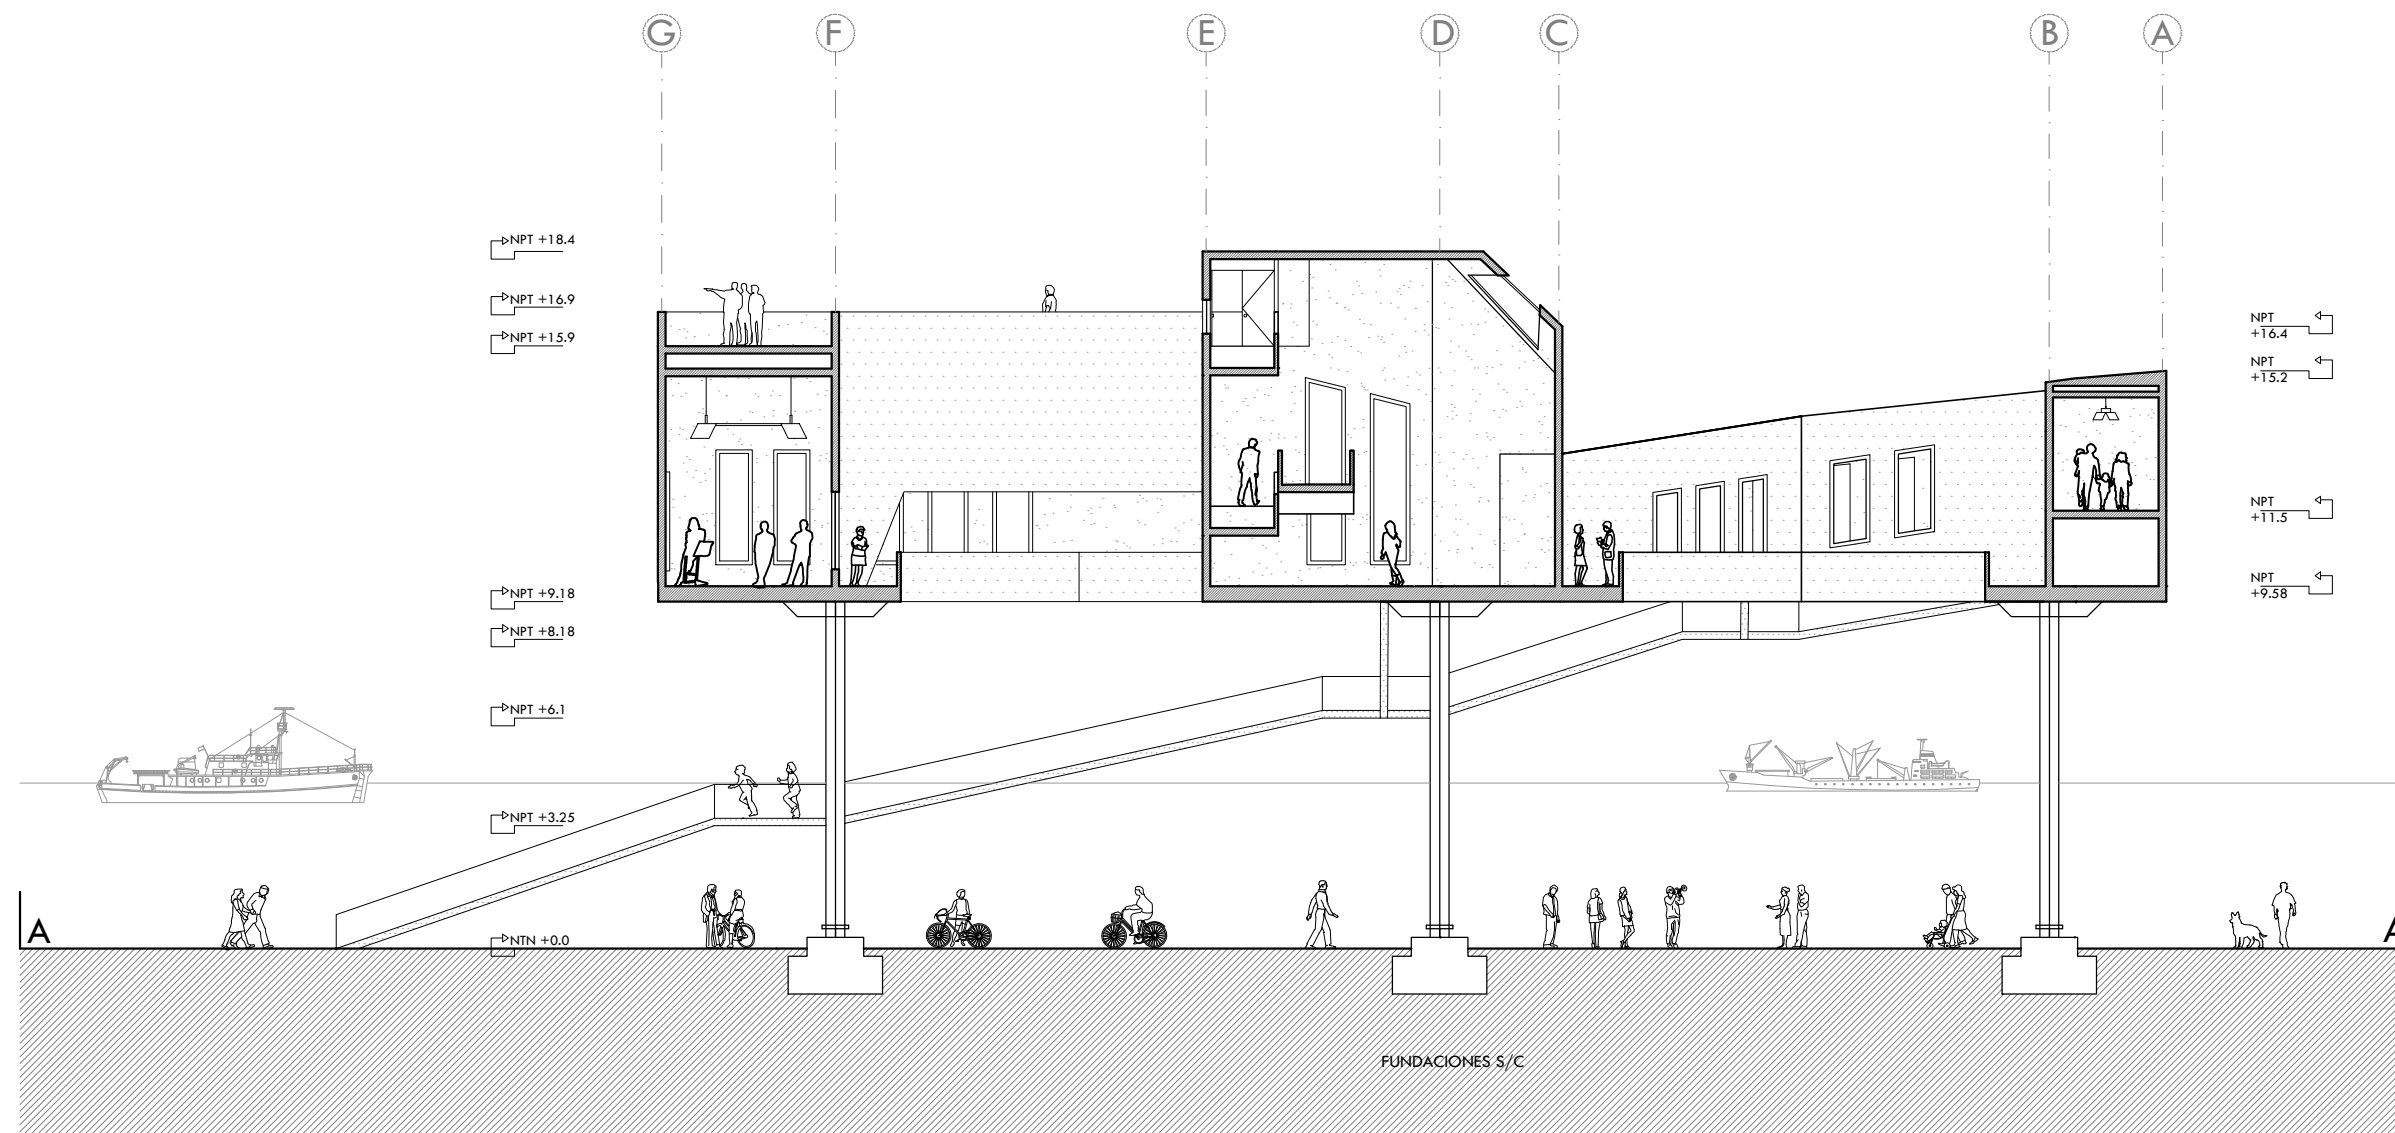 G F E D C B A
NPT +18.4
NPT +16.9
NPT +15.9
NPT
+16.4
NPT
+15.2
NPT
+11.5
NPT +9.18
NPT
+9.58
NPT +8.18
NPT +6.1
NPT +3.25
A
A
NTN +0.0
FUNDACIONES S/C